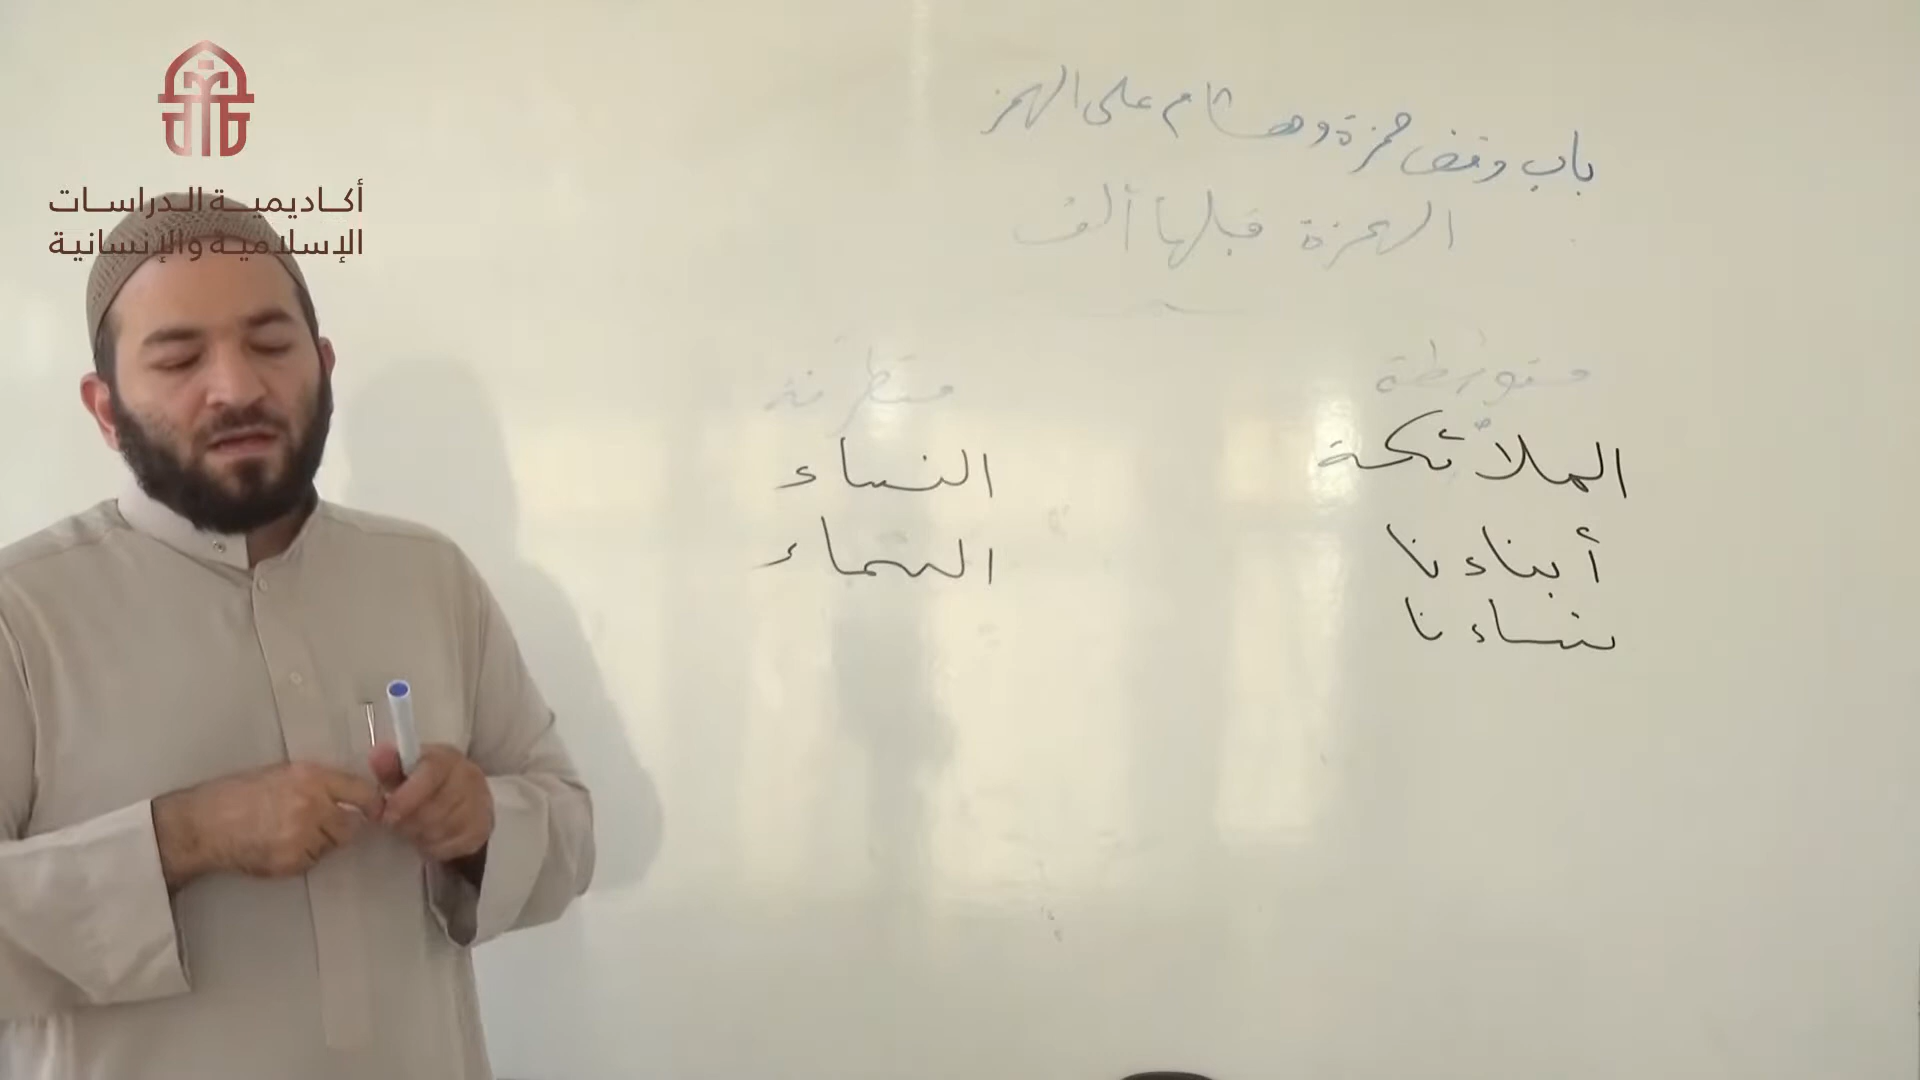 أكاديمية الدراسات
الإسلامية والإنسانية
باب وقف حمزة وهشام على الهمز
الهمزة قبلها ألف
متوسطة
الملائكة
أبناءنا
نساءنا
متطرفة
النساء
السماء